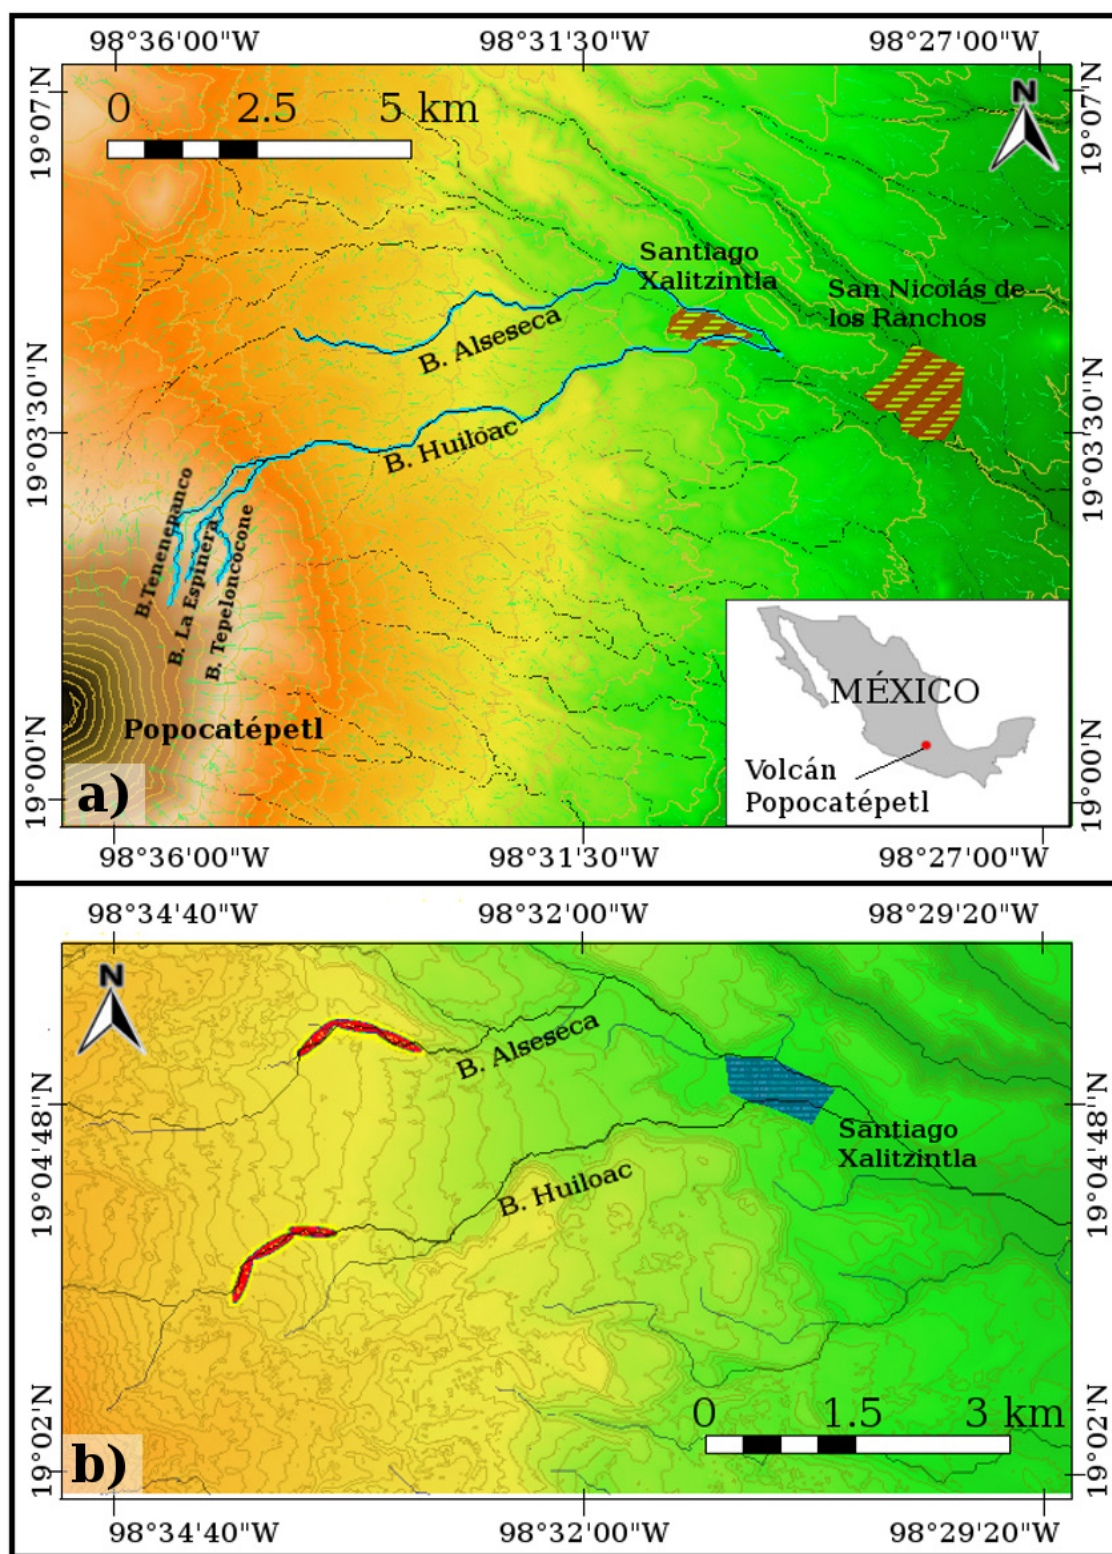 98°36'00"W 98°31'30"W 98°27'00"W
19°07'N
0 2.5 5 km
N
19°07'N
Santiago
Xalitzintla
San Nicolás de
los Ranchos
B. Alseseca
19°03'30''N
B. Huiloac
19°03'30''N
B.Tenenepanco
B. La Espinera
B. Tepeloncocone
Popocatépetl
MÉXICO
Volcán
Popocatépetl
19°00'N
a)
19°00'N
98°36'00"W 98°31'30"W 98°27'00"W
98°34'40"W 98°32'00"W 98°29'20"W
N
B. Alseseca
19°04'48''N
Santiago
Xalitzintla
19°04'48''N
B. Huiloac
0 1.5 3 km
19°02'N
b)
19°02'N
98°34'40"W 98°32'00"W 98°29'20"W